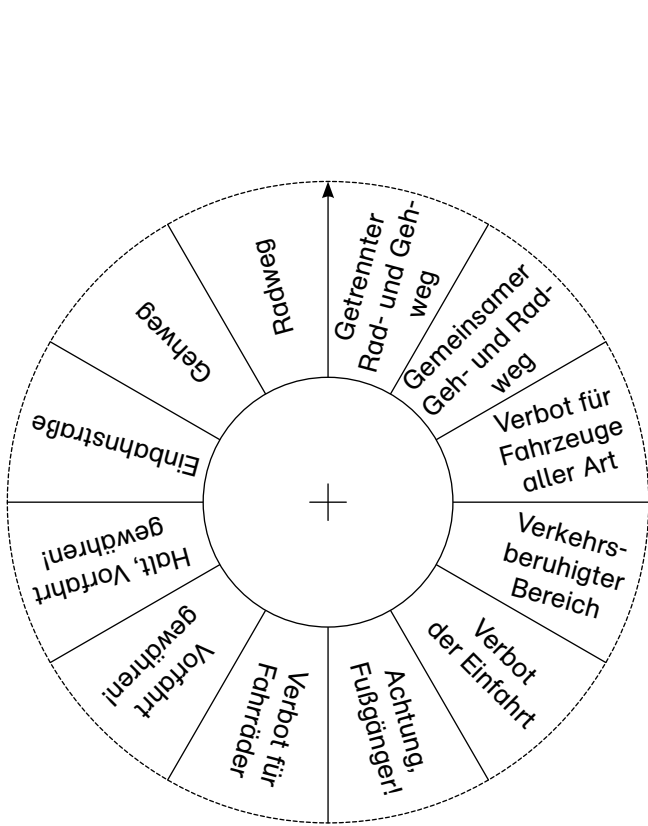 Getrennter
Rad- und Geh-
weg
Gemeinsamer
Geh- und Rad-
weg
Verbot für
Fahrzeuge
aller Art
Verkehrs-
beruhigter
Bereich
Verbot
der Einfahrt
Achtung,
Fußgänger!
Verbot für
Fahrräder
Vorfahrt
gewähren!
Halt, Vorfahrt
gewähren!
Einbahnstraße
Gehweg
Radweg